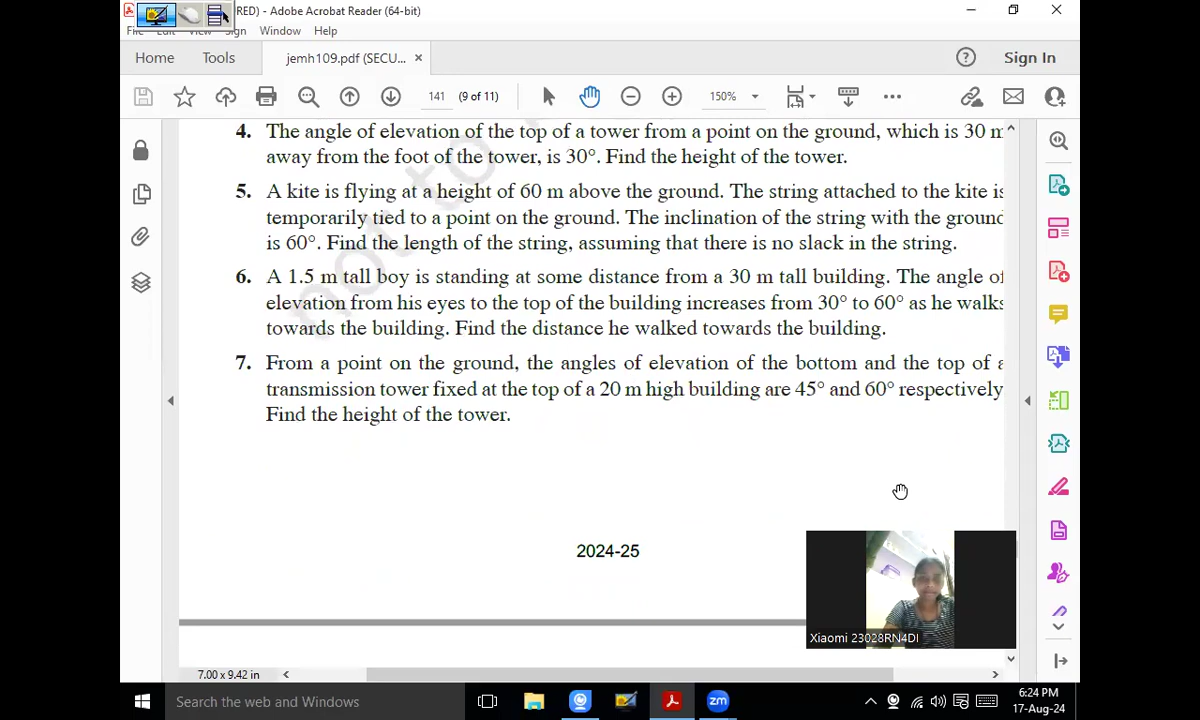 RED) - Adobe Acrobat Reader (64-bit)
File Edit View Sign Window Help
Home Tools jemh109.pdf (SECU... × Sign In
141 (9 of 11) 150%
4. The angle of elevation of the top of a tower from a point on the ground, which is 30 m
away from the foot of the tower, is 30°. Find the height of the tower.
5. A kite is flying at a height of 60 m above the ground. The string attached to the kite is
temporarily tied to a point on the ground. The inclination of the string with the ground
is 60°. Find the length of the string, assuming that there is no slack in the string.
6. A 1.5 m tall boy is standing at some distance from a 30 m tall building. The angle of
elevation from his eyes to the top of the building increases from 30° to 60° as he walks
towards the building. Find the distance he walked towards the building.
7. From a point on the ground, the angles of elevation of the bottom and the top of a
transmission tower fixed at the top of a 20 m high building are 45° and 60° respectively
Find the height of the tower.
not to
2024-25
Xiaomi 23028RN4DI
7.00 x 9.42 in
Search the web and Windows
zm
6:24 PM
17-Aug-24